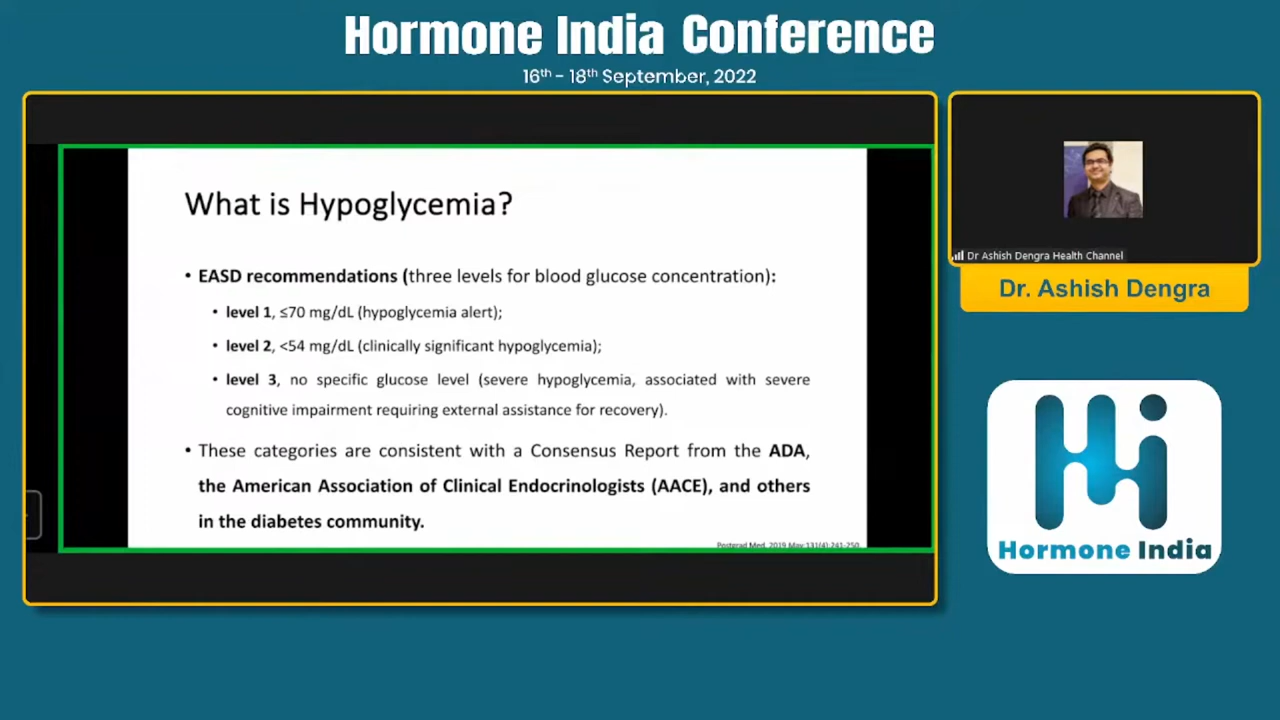 Hormone India Conference
16th - 18th September, 2022
What is Hypoglycemia?
• EASD recommendations (three levels for blood glucose concentration):
• level 1, ≤70 mg/dL (hypoglycemia alert);
• level 2, <54 mg/dL (clinically significant hypoglycemia);
• level 3, no specific glucose level (severe hypoglycemia, associated with severe
cognitive impairment requiring external assistance for recovery).
• These categories are consistent with a Consensus Report from the ADA,
the American Association of Clinical Endocrinologists (AACE), and others
in the diabetes community.
Postgrad Med. 2019 May;131(4):241-250.
Dr Ashish Dengra Health Channel
Dr. Ashish Dengra
Hormone India